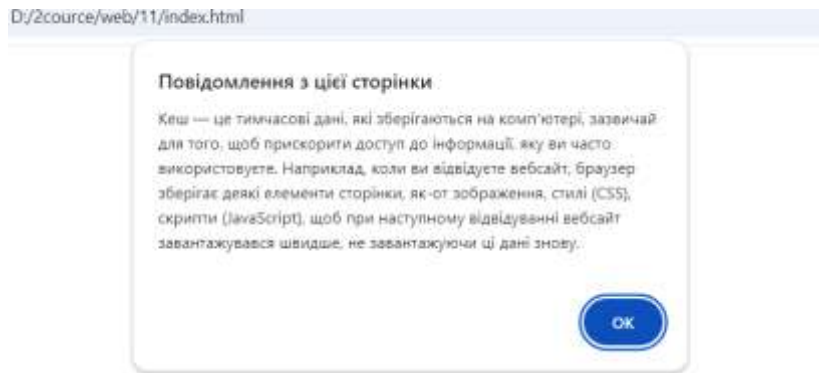 D:/2cource/web/11/index.html
Повідомлення з цієї сторінки
Кеш — це тимчасові дані, які зберігаються на комп'ютері, зазвичай
для того, щоб прискорити доступ до інформації, яку ви часто
використовуєте. Наприклад, коли ви відвідуєте вебсайт, браузер
зберігає деякі елементи сторінки, як-от зображення, стилі (CSS),
скрипти (JavaScript), щоб при наступному відвідуванні вебсайт
завантажувався швидше, не завантажуючи ці дані знову.
ОК